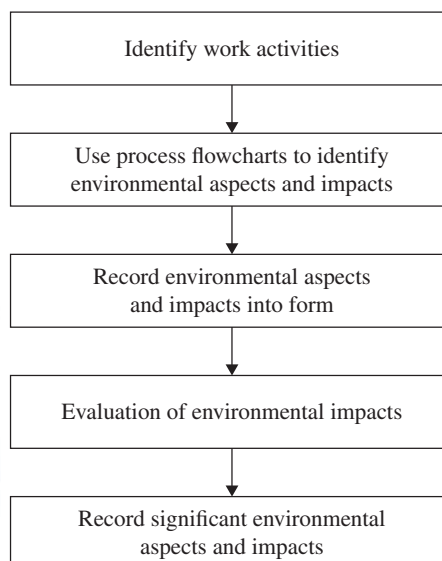 Identify work activities
Use process flowcharts to identify
environmental aspects and impacts
Record environmental aspects
and impacts into form
Evaluation of environmental impacts
Record significant environmental
aspects and impacts